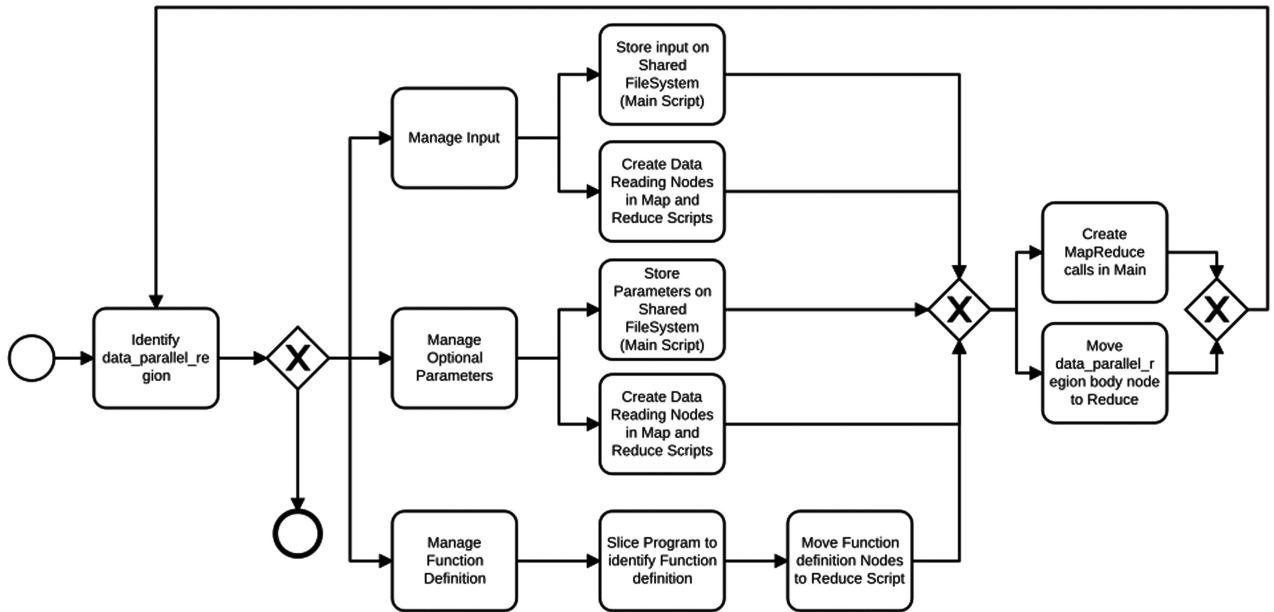 Store input on
Shared
FileSystem
(Main Script)
Manage Input
Create Data
Reading Nodes
in Map and
Reduce Scripts
Create
MapReduce
calls in Main
Store
Parameters on
Shared
FileSystem
(Main Script)
Identify
data_parallel_re
gion
X
Manage
Optional
Parameters
X
X
Move
data_parallel_r
egion body node
to Reduce
Create Data
Reading Nodes
in Map and
Reduce Scripts
Manage
Function
Definition
Slice Program to
identify Function
definition
Move Function
definition Nodes
to Reduce Script